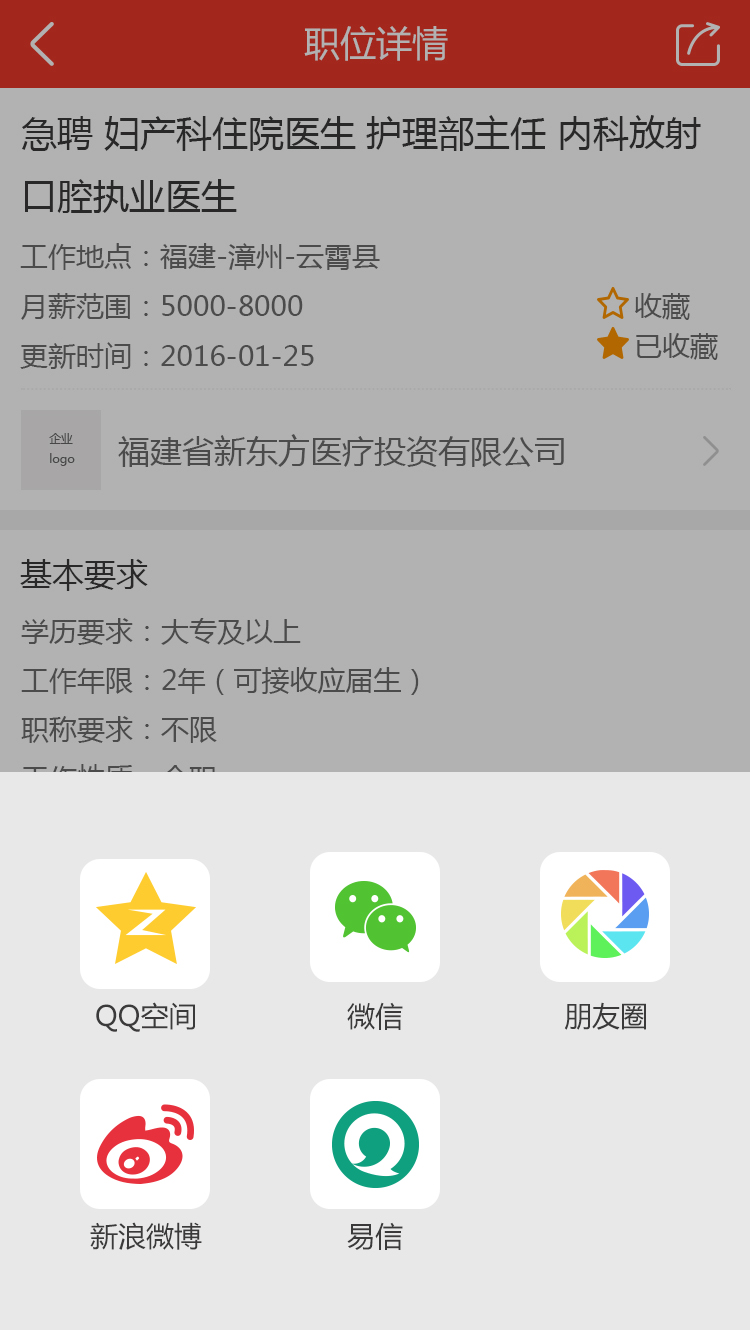 职位详情
急聘 妇产科住院医生 护理部主任 内科放射
口腔执业医生
工作地点：福建-漳州-云霄县
月薪范围：5000-8000
收藏
更新时间：2016-01-25
已收藏
企业
logo
福建省新东方医疗投资有限公司
基本要求
学历要求：大专及以上
工作年限：2年（可接收应届生）
职称要求：不限
工作性质：全职
QQ空间
微信
朋友圈
新浪微博
易信